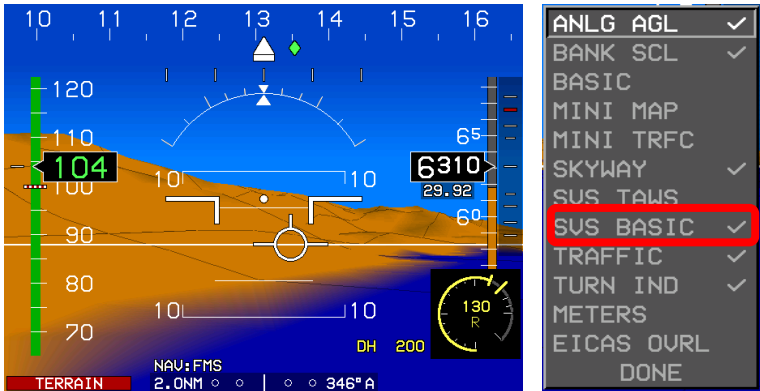 10 11 12 13 14 15 16
120
110
104
100
90
80
70
65
6310
29.92
60
10 10
10 10
130
R
DH 200
NAV:FMS
TERRAIN
2.0NM 346°A
ANLG AGL
BANK SCL
BASIC
MINI MAP
MINI TRFC
SKYWAY
SVS TAWS
SVS BASIC
TRAFFIC
TURN IND
METERS
EICAS OVRL
DONE